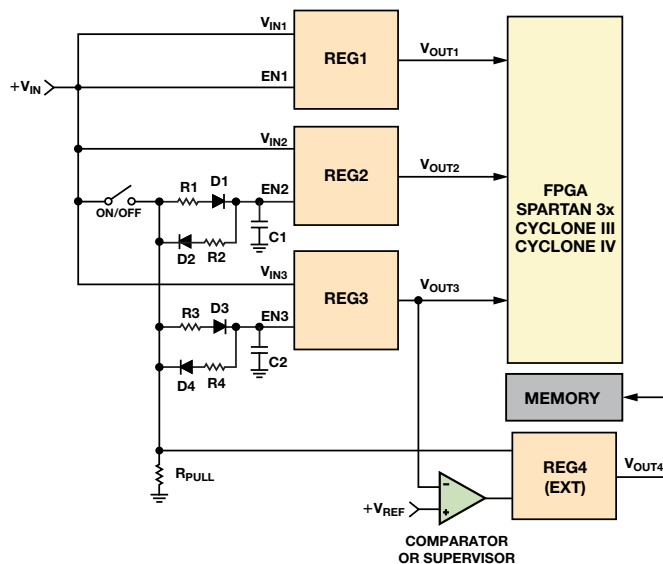 VIN1
REG1
VOUT1
+VIN
EN1
VIN2
REG2
VOUT2
FPGA
SPARTAN 3x
CYCLONE III
CYCLONE IV
ON/OFF
R1
D1
EN2
C1
D2
R2
VIN3
REG3
VOUT3
R3
D3
EN3
C2
D4
R4
MEMORY
RPULL
REG4
(EXT)
VOUT4
–
+
+VREF
COMPARATOR
OR SUPERVISOR